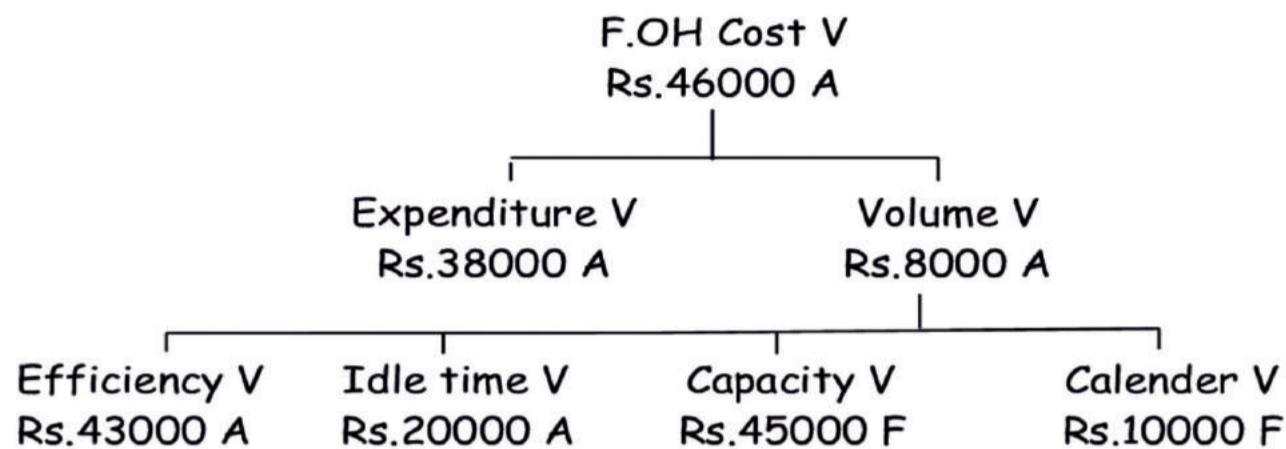 F.OH Cost V
Rs.46000 A
Expenditure V Volume V
Rs.38000 A Rs.8000 A
Efficiency V Idle time V Capacity V Calender V
Rs.43000 A Rs.20000 A Rs.45000 F Rs.10000 F